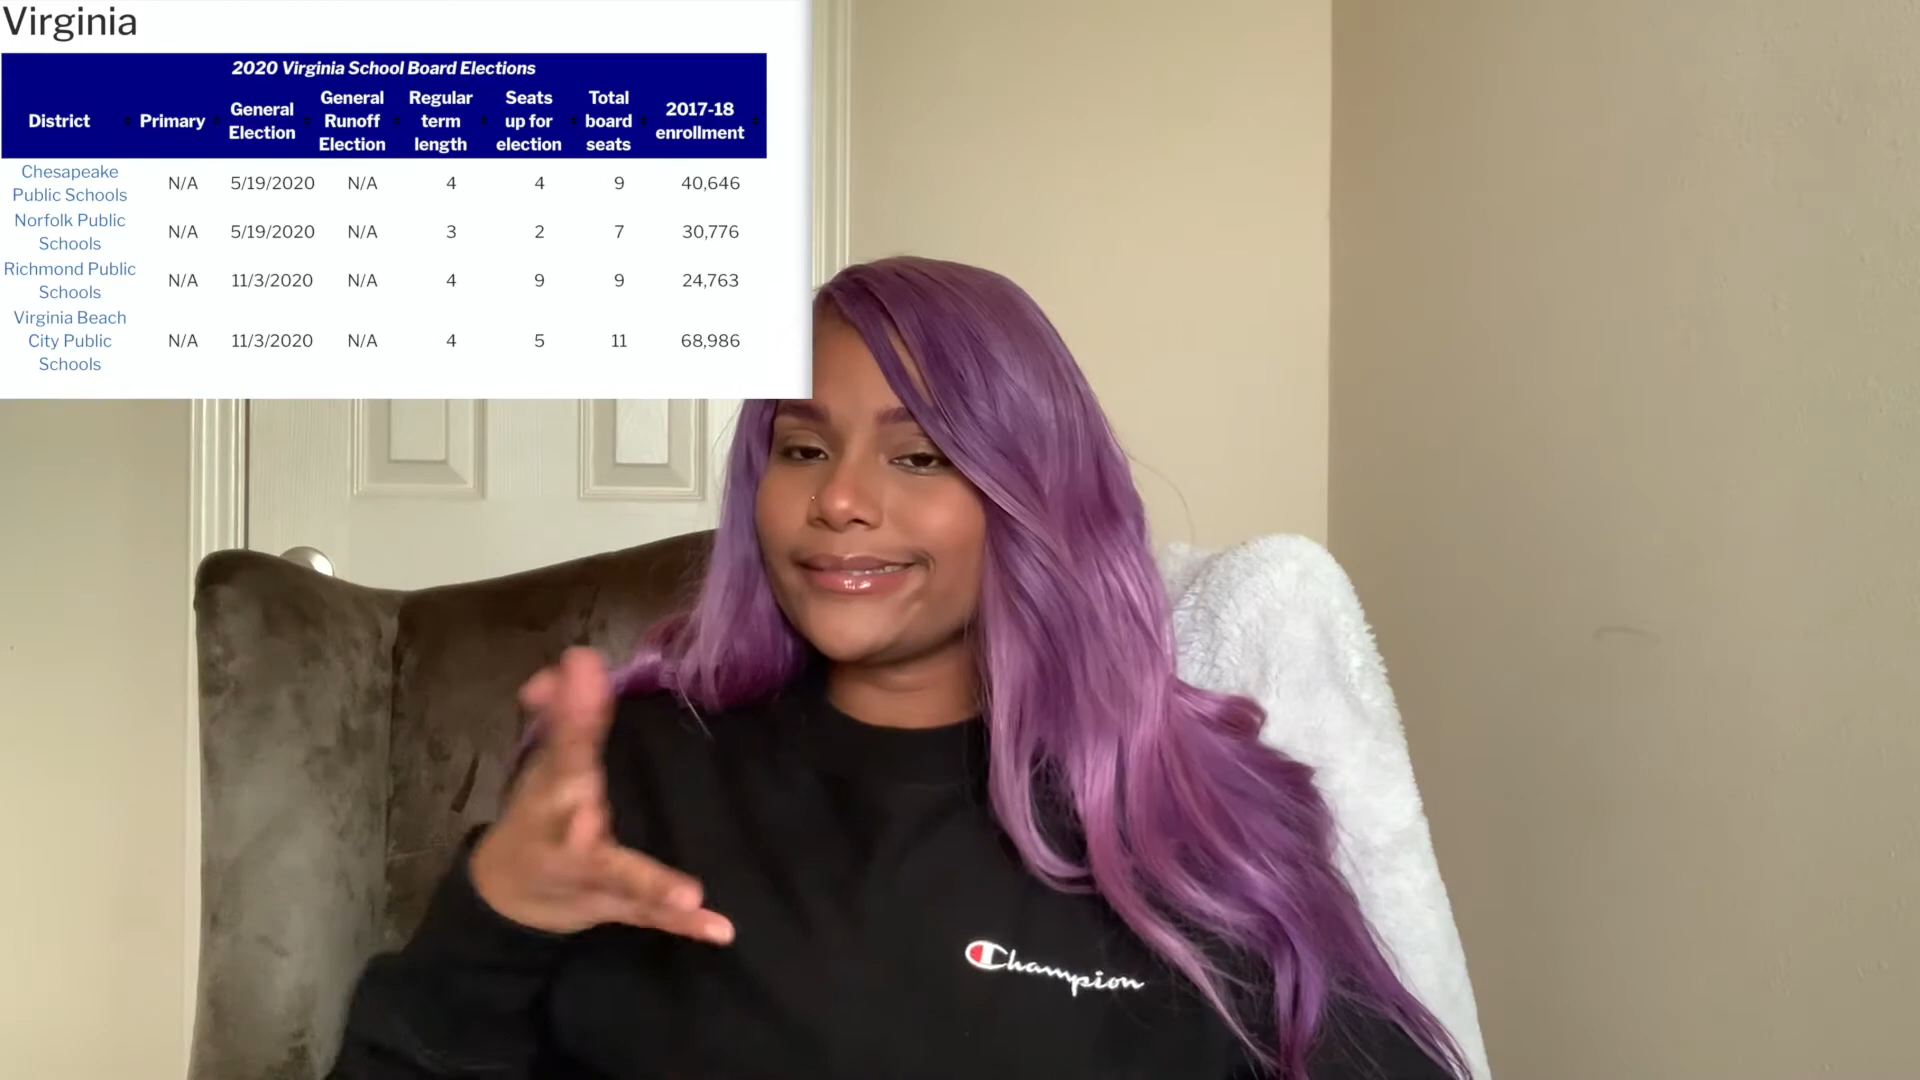 Virginia
2020 Virginia School Board Elections
District Primary General Election General Runoff Election Regular term length Seats up for election Total board seats 2017-18 enrollment
Chesapeake Public Schools N/A 5/19/2020 N/A 4 4 9 40,646
Norfolk Public Schools N/A 5/19/2020 N/A 3 2 7 30,776
Richmond Public Schools N/A 11/3/2020 N/A 4 9 9 24,763
Virginia Beach City Public Schools N/A 11/3/2020 N/A 4 5 11 68,986
Champion